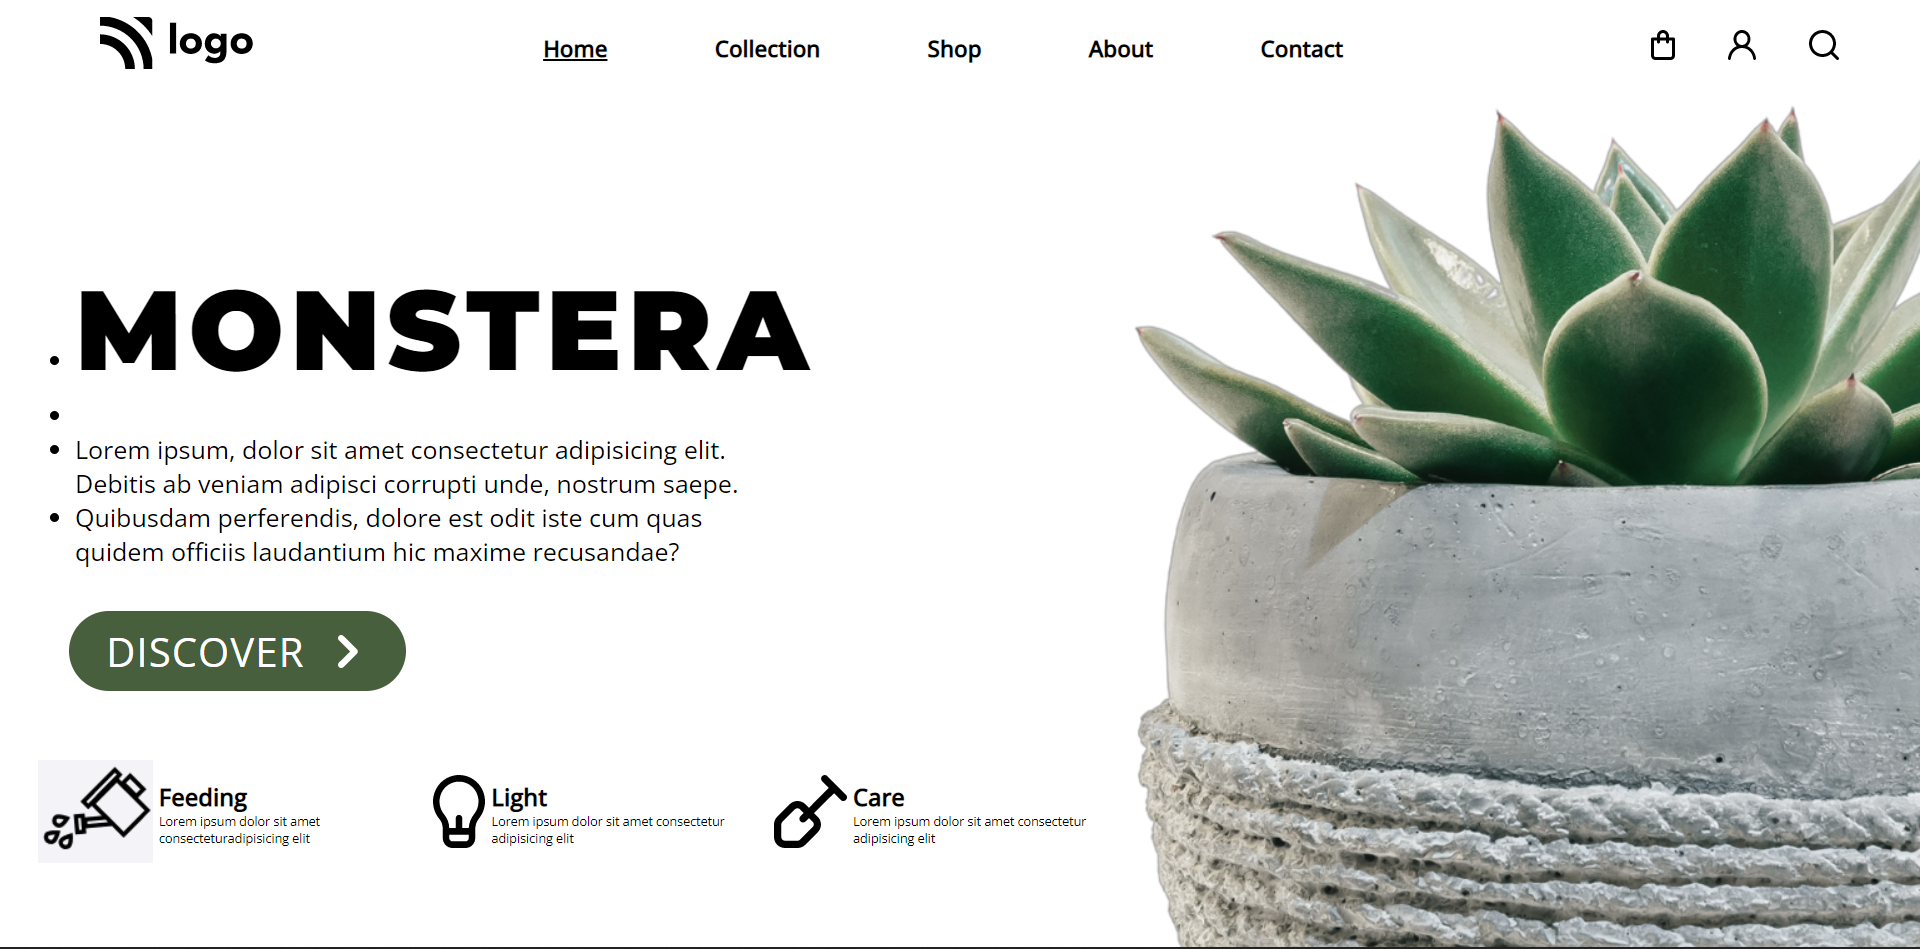 logo
Home Collection Shop About Contact
MONSTERA
Lorem ipsum, dolor sit amet consectetur adipisicing elit.
Debitis ab veniam adipisci corrupti unde, nostrum saepe.
Quibusdam perferendis, dolore est odit iste cum quas
quidem officiis laudantium hic maxime recusandae?
DISCOVER
Feeding
Lorem ipsum dolor sit amet
consecteturadipisicing elit
Light
Lorem ipsum dolor sit amet consectetur
adipisicing elit
Care
Lorem ipsum dolor sit amet consectetur
adipisicing elit